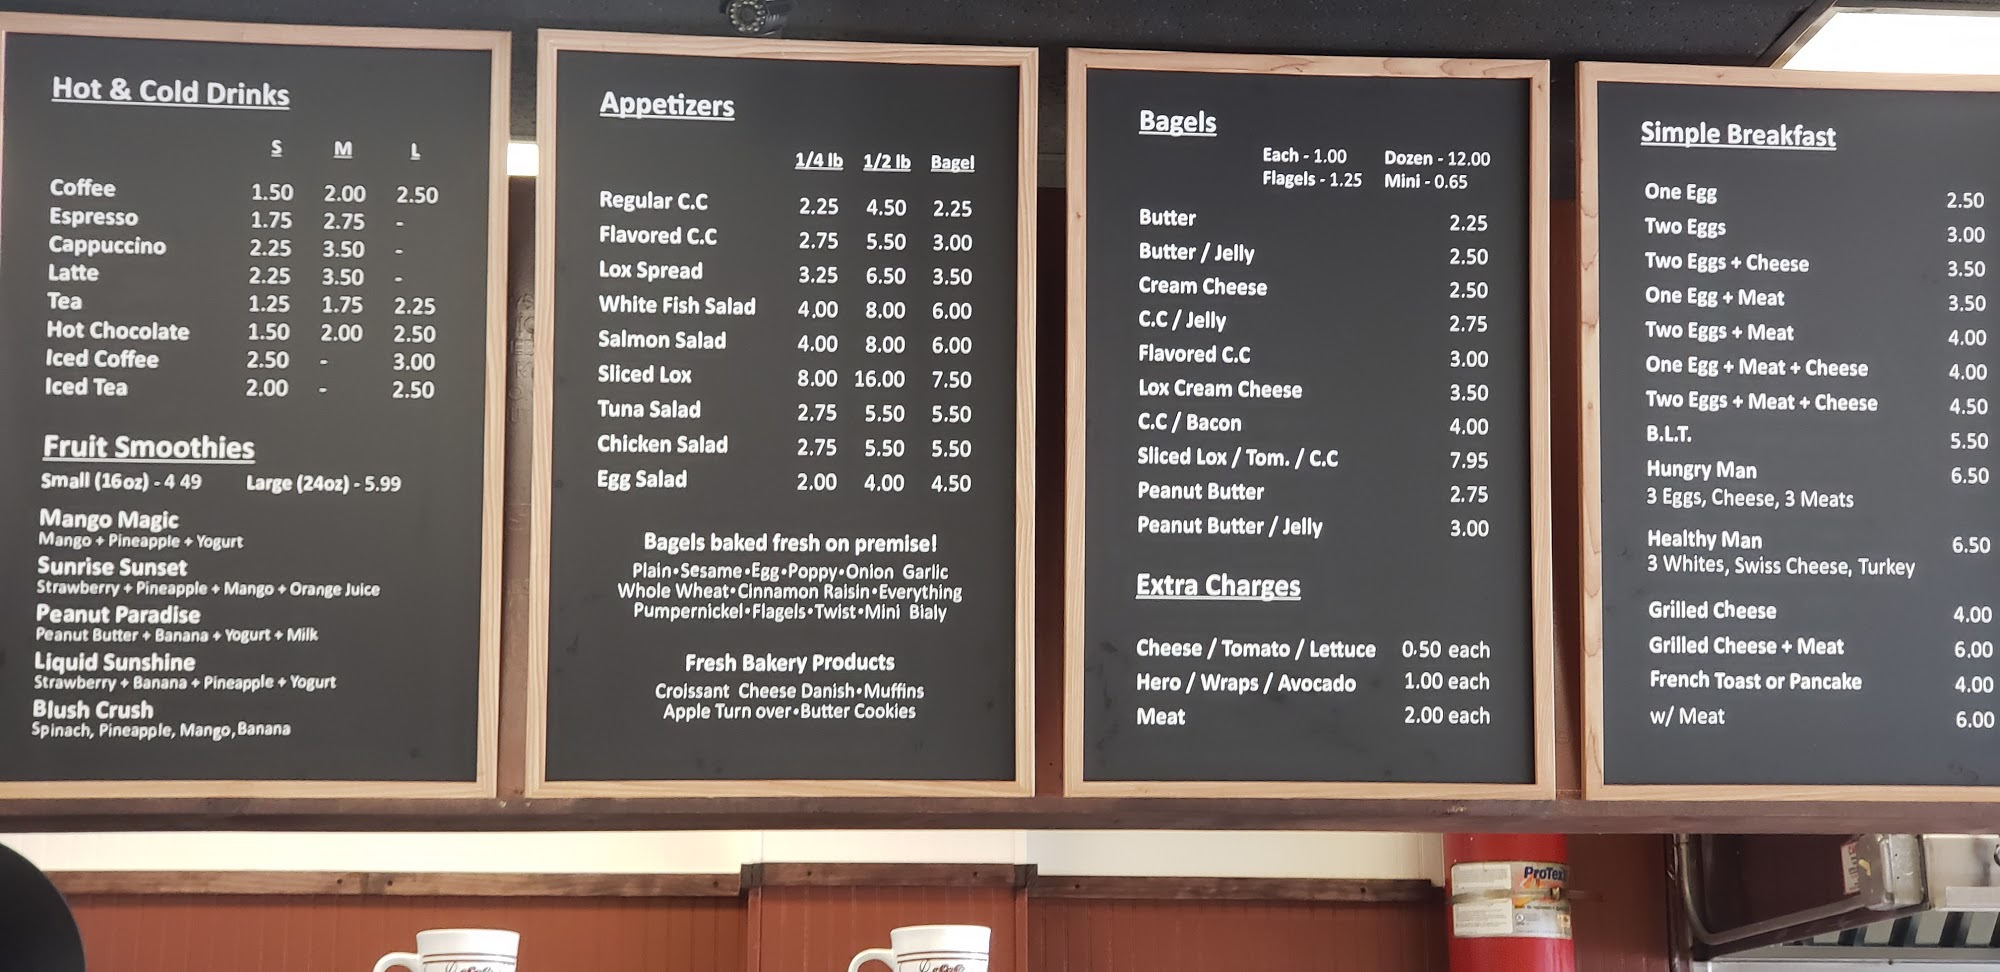 Hot & Cold Drinks
S M L
Coffee 1.50 2.00 2.50
Espresso 1.75 2.75 -
Cappuccino 2.25 3.50 -
Latte 2.25 3.50 -
Tea 1.25 1.75 2.25
Hot Chocolate 1.50 2.00 2.50
Iced Coffee 2.50 - 3.00
Iced Tea 2.00 - 2.50
Fruit Smoothies
Small (16oz) - 4 49 Large (24oz) - 5.99
Mango Magic
Mango + Pineapple + Yogurt
Sunrise Sunset
Strawberry + Pineapple + Mango + Orange Juice
Peanut Paradise
Peanut Butter + Banana + Yogurt + Milk
Liquid Sunshine
Strawberry + Banana + Pineapple + Yogurt
Blush Crush
Spinach, Pineapple, Mango, Banana
Appetizers
1/4 lb 1/2 lb Bagel
Regular C.C 2.25 4.50 2.25
Flavored C.C 2.75 5.50 3.00
Lox Spread 3.25 6.50 3.50
White Fish Salad 4.00 8.00 6.00
Salmon Salad 4.00 8.00 6.00
Sliced Lox 8.00 16.00 7.50
Tuna Salad 2.75 5.50 5.50
Chicken Salad 2.75 5.50 5.50
Egg Salad 2.00 4.00 4.50
Bagels baked fresh on premise!
Plain•Sesame•Egg•Poppy•Onion Garlic
Whole Wheat•Cinnamon Raisin•Everything
Pumpernickel•Flagels•Twist•Mini Bialy
Fresh Bakery Products
Croissant Cheese Danish•Muffins
Apple Turn over•Butter Cookies
Bagels
Each - 1.00 Dozen - 12.00
Flagels - 1.25 Mini - 0.65
Butter 2.25
Butter / Jelly 2.50
Cream Cheese 2.50
C.C / Jelly 2.75
Flavored C.C 3.00
Lox Cream Cheese 3.50
C.C / Bacon 4.00
Sliced Lox / Tom. / C.C 7.95
Peanut Butter 2.75
Peanut Butter / Jelly 3.00
Extra Charges
Cheese / Tomato / Lettuce 0.50 each
Hero / Wraps / Avocado 1.00 each
Meat 2.00 each
Simple Breakfast
One Egg 2.50
Two Eggs 3.00
Two Eggs + Cheese 3.50
One Egg + Meat 3.50
Two Eggs + Meat 4.00
One Egg + Meat + Cheese 4.00
Two Eggs + Meat + Cheese 4.50
B.L.T. 5.50
Hungry Man 6.50
3 Eggs, Cheese, 3 Meats
Healthy Man 6.50
3 Whites, Swiss Cheese, Turkey
Grilled Cheese 4.00
Grilled Cheese + Meat 6.00
French Toast or Pancake 4.00
w/ Meat 6.00
ProTex